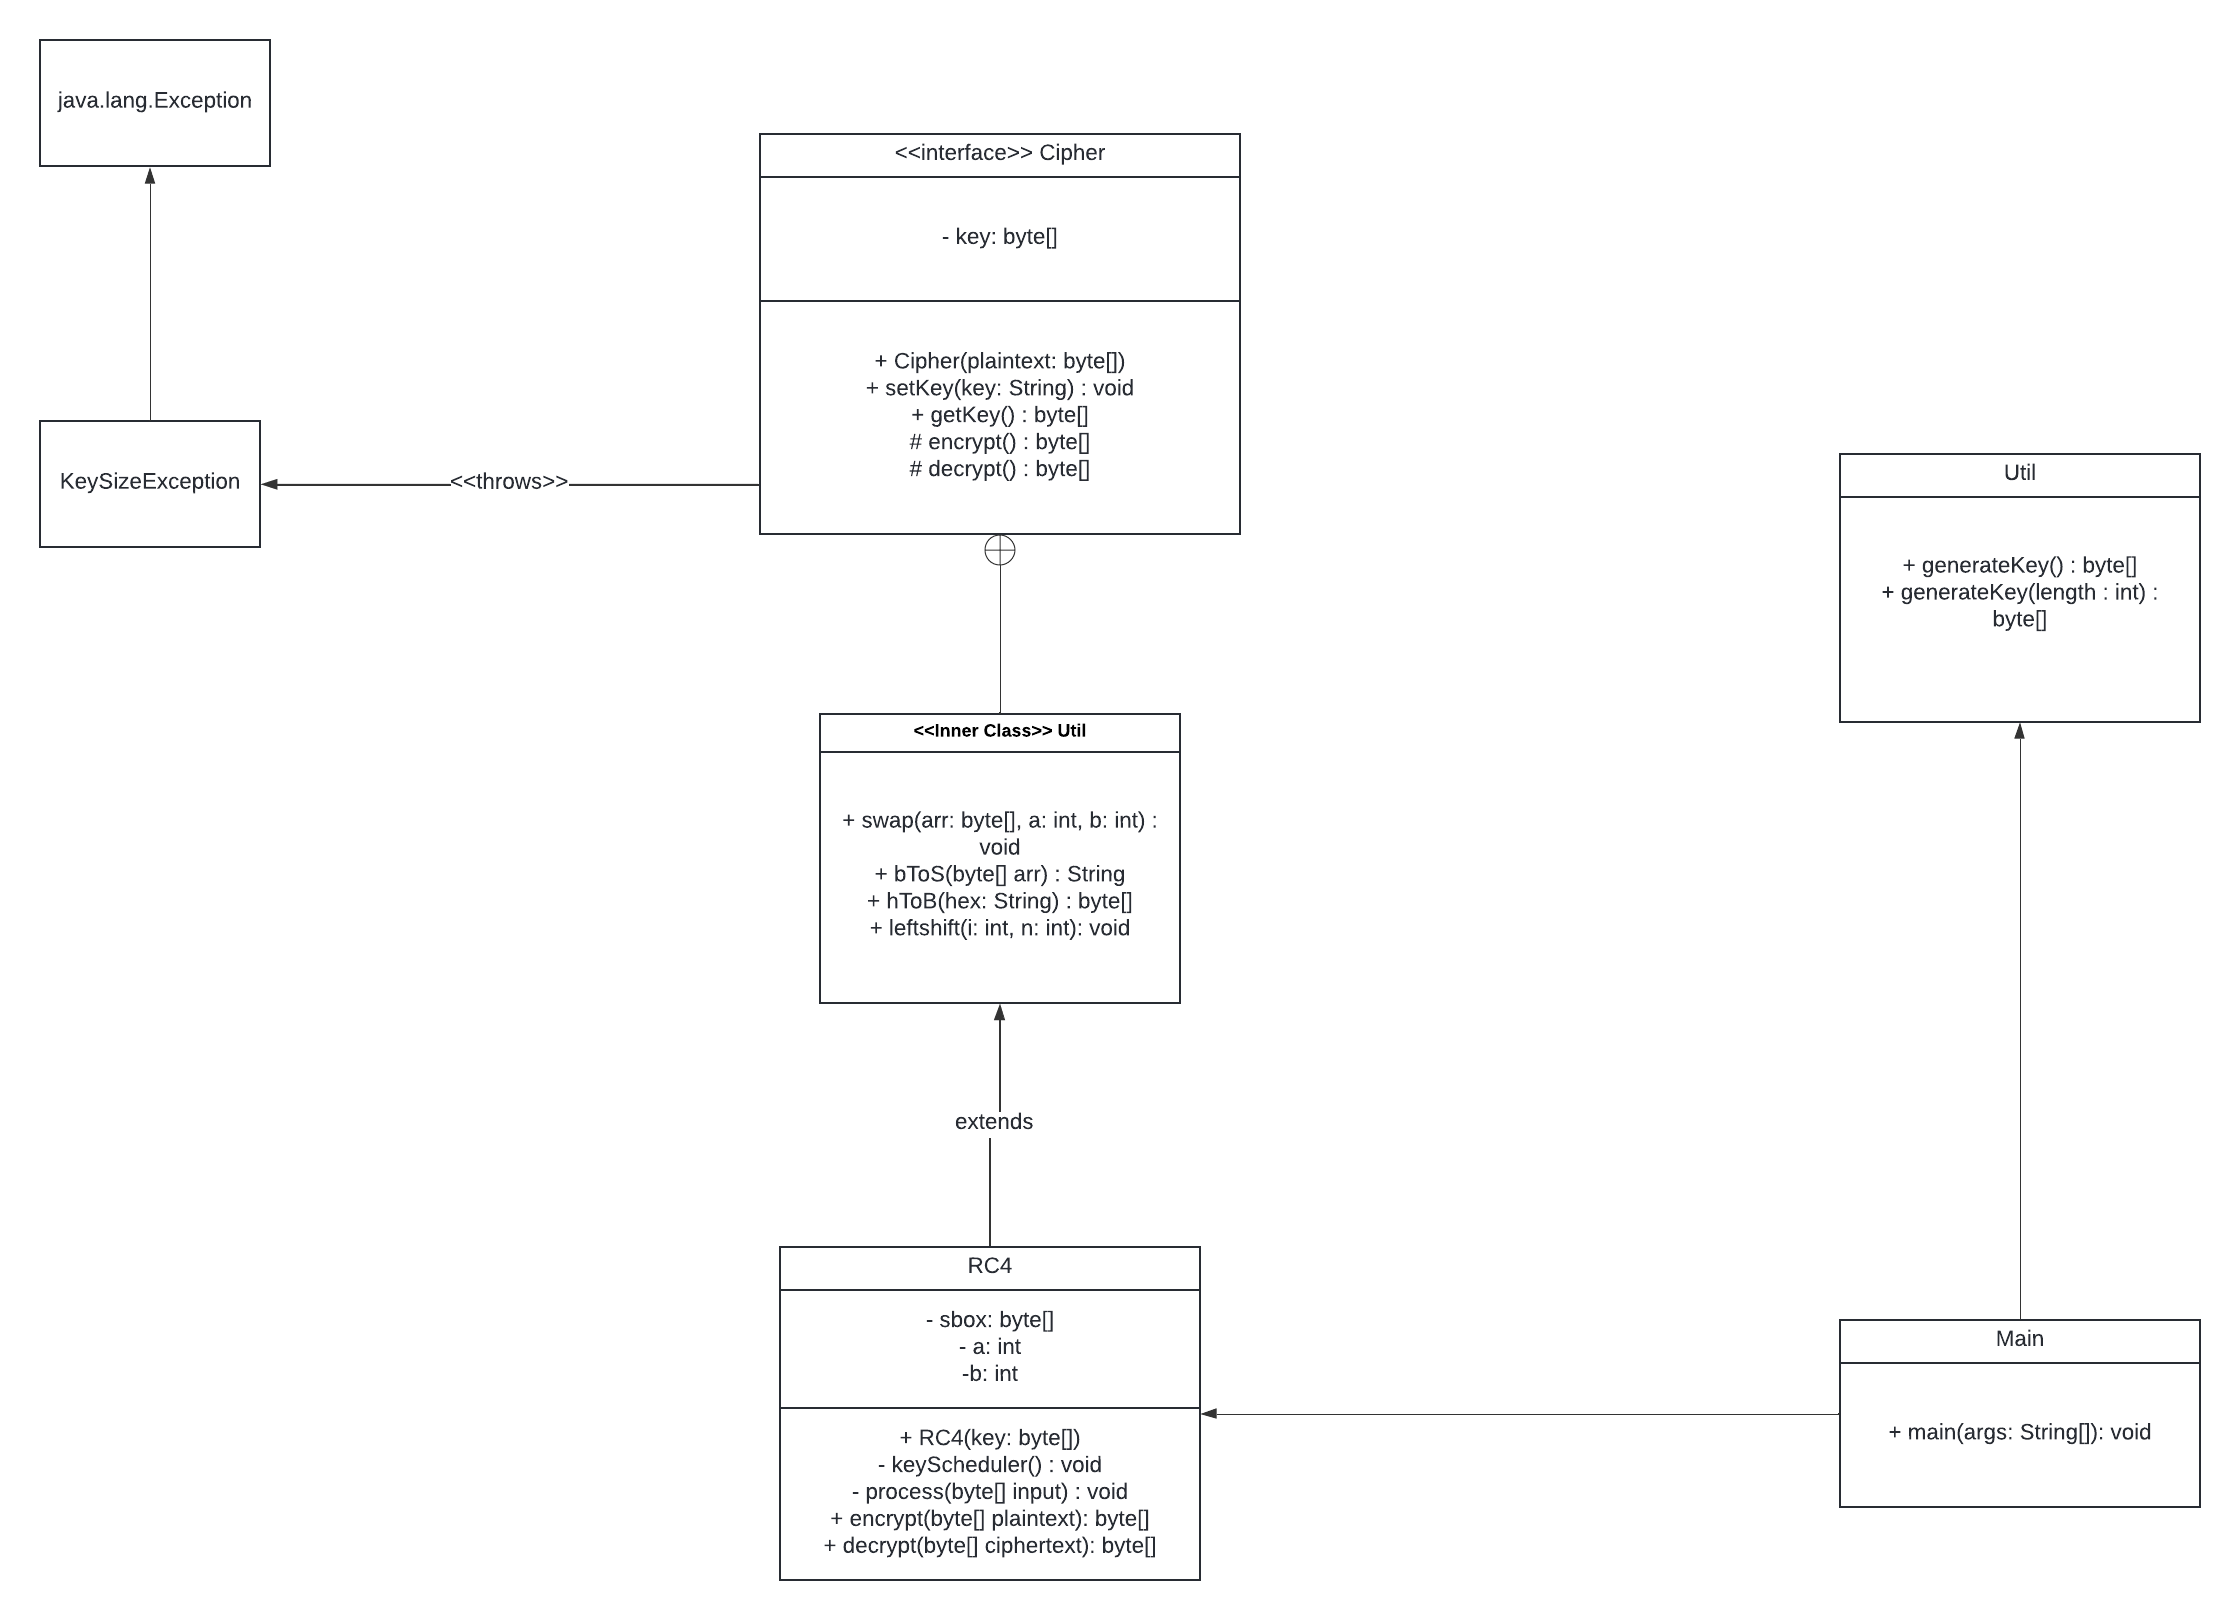 java.lang.Exception
<<interface>> Cipher
- key: byte[]
+ Cipher(plaintext: byte[])
+ setKey(key: String) : void
+ getKey() : byte[]
# encrypt() : byte[]
# decrypt() : byte[]
KeySizeException
<<throws>>
Util
+ generateKey() : byte[]
+ generateKey(length : int) :
byte[]
<<Inner Class>> Util
+ swap(arr: byte[], a: int, b: int) :
void
+ bToS(byte[] arr) : String
+ hToB(hex: String) : byte[]
+ leftshift(i: int, n: int): void
extends
RC4
- sbox: byte[]
- a: int
-b: int
+ RC4(key: byte[])
- keyScheduler() : void
- process(byte[] input) : void
+ encrypt(byte[] plaintext): byte[]
+ decrypt(byte[] ciphertext): byte[]
Main
+ main(args: String[]): void